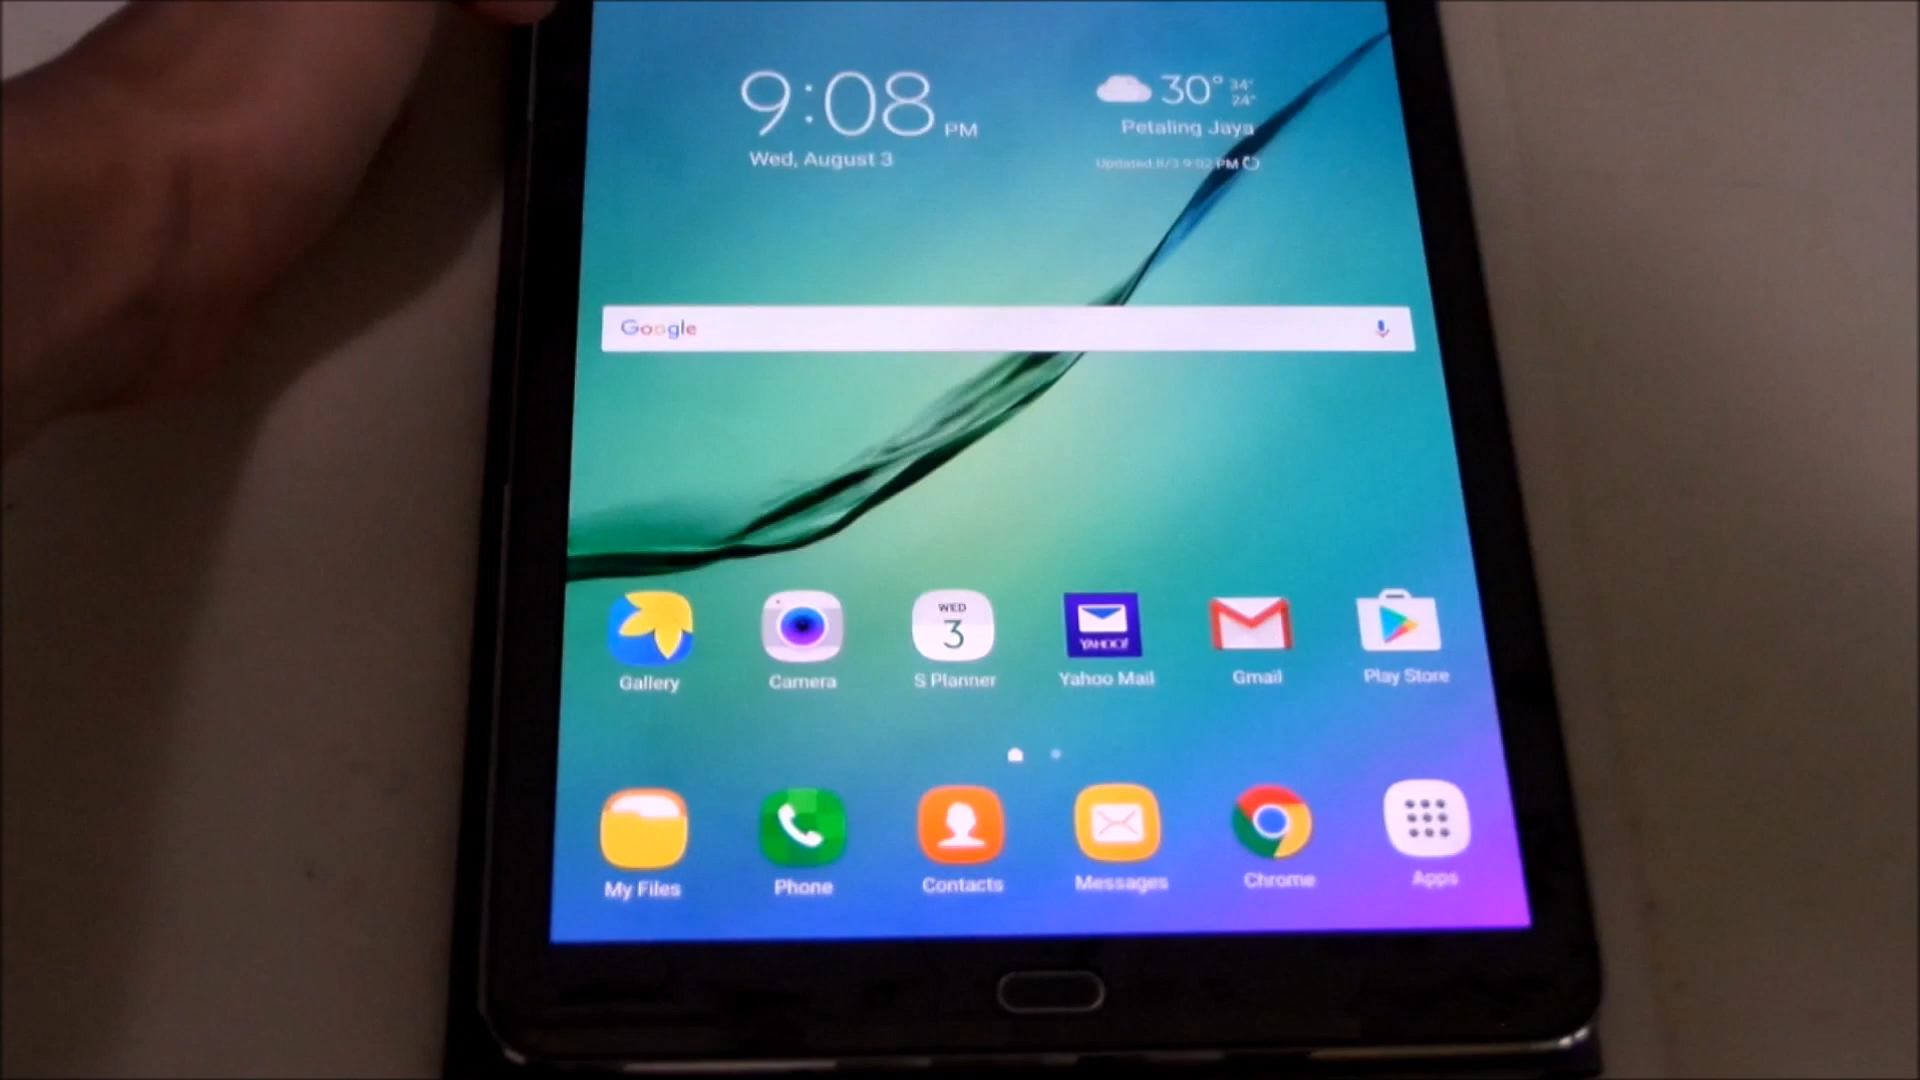 9:08 PM
Wed, August 3
30° 34°
24°
Petaling Jaya
Updated 8/3 9:02 PM
Google
WED
3
YAHOO!
Gallery
Camera
S Planner
Yahoo Mail
Gmail
Play Store
My Files
Phone
Contacts
Messages
Chrome
Apps